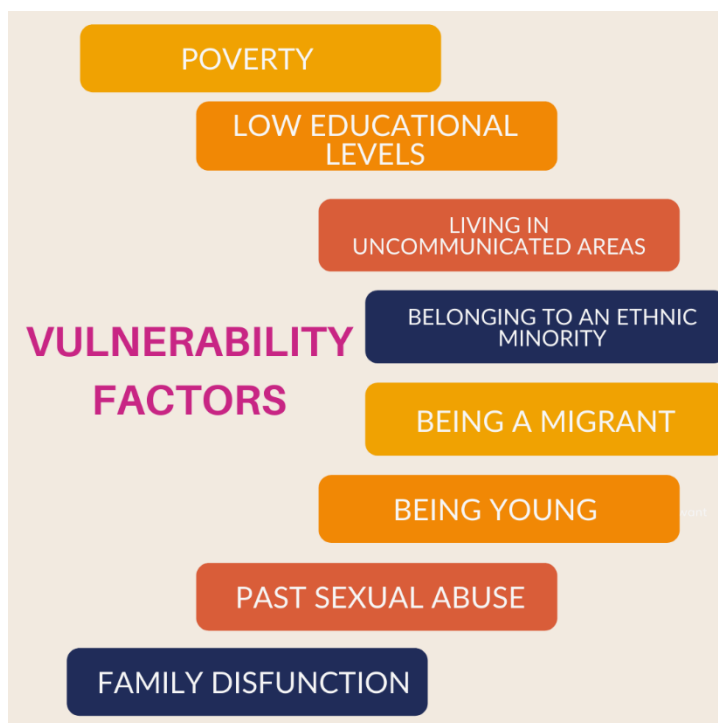 POVERTY
LOW EDUCATIONAL
LEVELS
LIVING IN
UNCOMMUNICATED AREAS
VULNERABILITY
FACTORS
BELONGING TO AN ETHNIC
MINORITY
BEING A MIGRANT
BEING YOUNG
PAST SEXUAL ABUSE
FAMILY DISFUNCTION